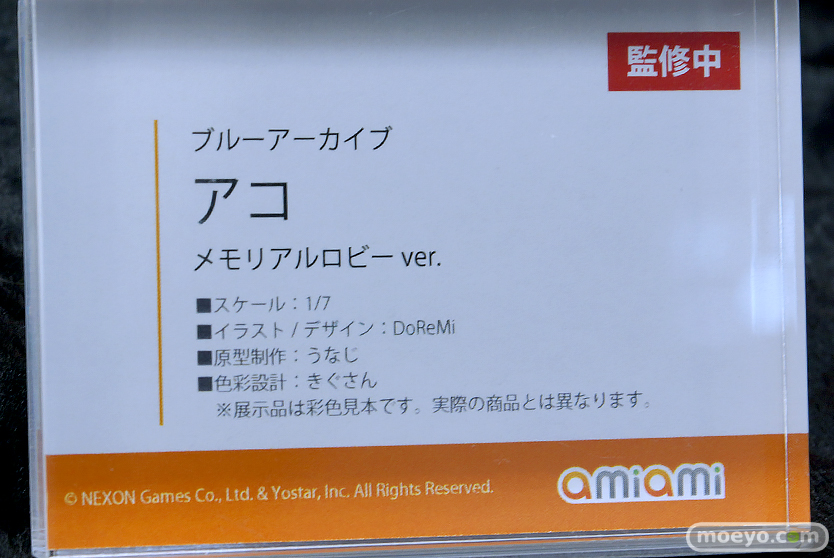 監修中
ブルーアーカイブ
アコ
メモリアルロビー ver.
■スケール：1/7
■イラスト / デザイン：DoReMi
■原型制作：うなじ
■色彩設計：きぐさん
※展示品は彩色見本です。実際の商品とは異なります。
© NEXON Games Co., Ltd. & Yostar, Inc. All Rights Reserved.
amiami
moeyo.com